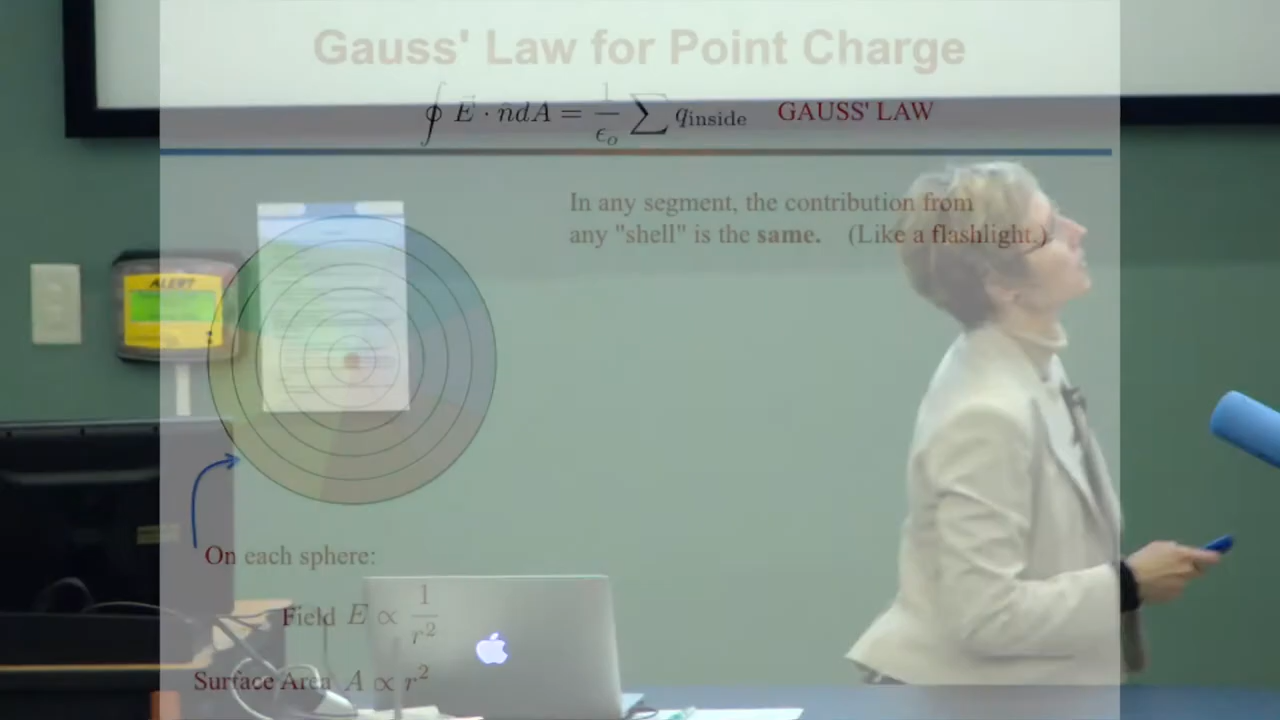 Gauss' Law for Point Charge
∮ E⃗ · n̂dA = 1/ϵₒ ∑ q_inside GAUSS' LAW
In any segment, the contribution from
any "shell" is the same. (Like a flashlight.)
ALERT
On each sphere:
Field E ∝ 1/r²
Surface Area A ∝ r²